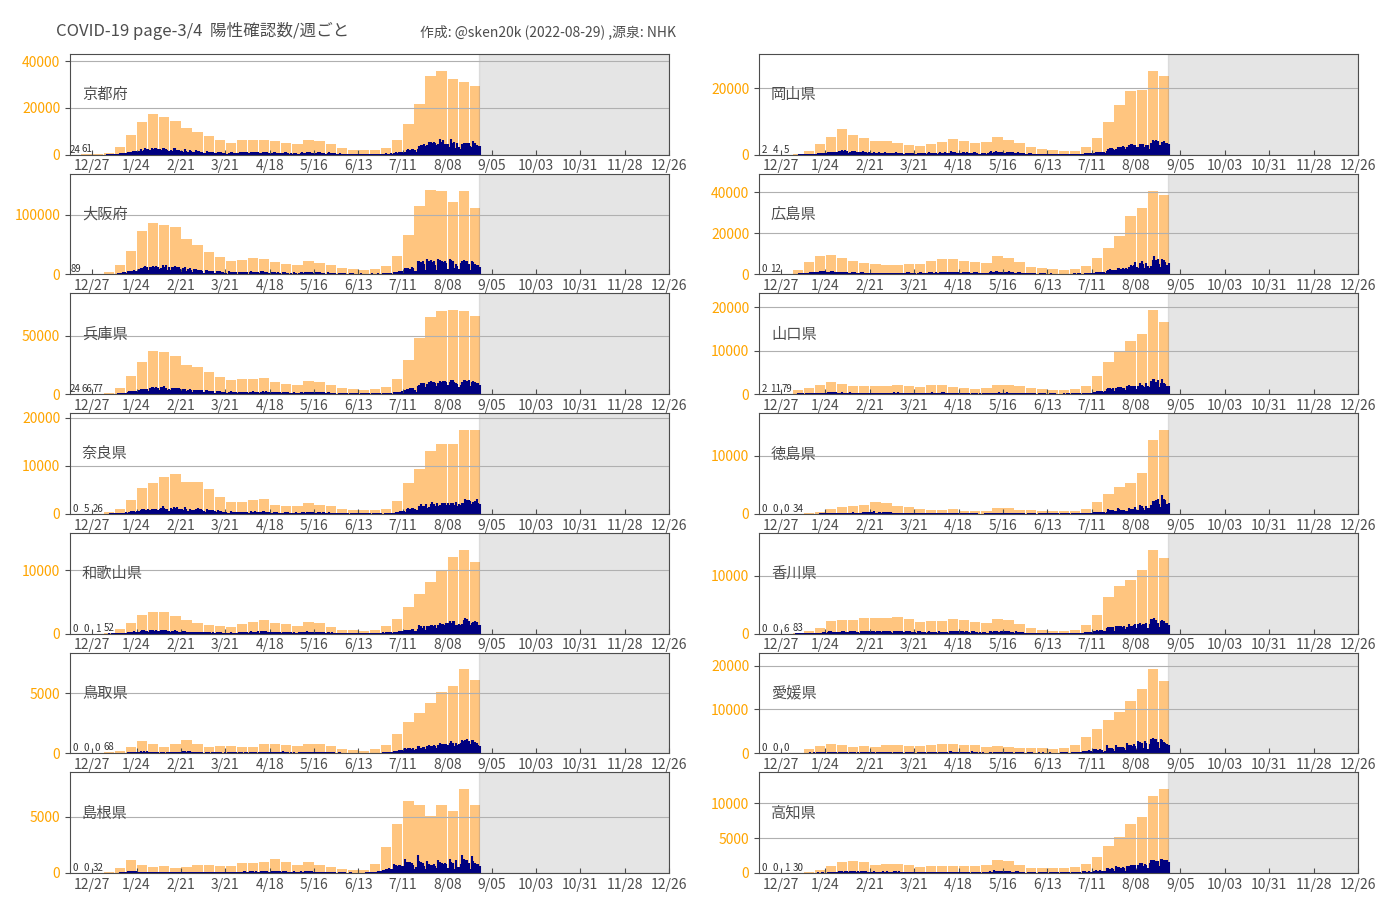 COVID-19 page-3/4 陽性確認数/週ごと
作成: @sken20k (2022-08-29) ,源泉: NHK
40000
20000
0
京都府
24 61
12/27 1/24 2/21 3/21 4/18 5/16 6/13 7/11 8/08 9/05 10/03 10/31 11/28 12/26
20000
0
岡山県
2 4 5
12/27 1/24 2/21 3/21 4/18 5/16 6/13 7/11 8/08 9/05 10/03 10/31 11/28 12/26
100000
0
大阪府
89
12/27 1/24 2/21 3/21 4/18 5/16 6/13 7/11 8/08 9/05 10/03 10/31 11/28 12/26
40000
20000
0
広島県
0 12
12/27 1/24 2/21 3/21 4/18 5/16 6/13 7/11 8/08 9/05 10/03 10/31 11/28 12/26
50000
0
兵庫県
24 66 77
12/27 1/24 2/21 3/21 4/18 5/16 6/13 7/11 8/08 9/05 10/03 10/31 11/28 12/26
20000
10000
0
山口県
2 11 79
12/27 1/24 2/21 3/21 4/18 5/16 6/13 7/11 8/08 9/05 10/03 10/31 11/28 12/26
20000
10000
0
奈良県
0 5 26
12/27 1/24 2/21 3/21 4/18 5/16 6/13 7/11 8/08 9/05 10/03 10/31 11/28 12/26
10000
0
徳島県
0 0 0 34
12/27 1/24 2/21 3/21 4/18 5/16 6/13 7/11 8/08 9/05 10/03 10/31 11/28 12/26
10000
0
和歌山県
0 0 1 52
12/27 1/24 2/21 3/21 4/18 5/16 6/13 7/11 8/08 9/05 10/03 10/31 11/28 12/26
10000
0
香川県
0 0 6 83
12/27 1/24 2/21 3/21 4/18 5/16 6/13 7/11 8/08 9/05 10/03 10/31 11/28 12/26
5000
0
鳥取県
0 0 0 68
12/27 1/24 2/21 3/21 4/18 5/16 6/13 7/11 8/08 9/05 10/03 10/31 11/28 12/26
20000
10000
0
愛媛県
0 0 0
12/27 1/24 2/21 3/21 4/18 5/16 6/13 7/11 8/08 9/05 10/03 10/31 11/28 12/26
5000
0
島根県
0 0 32
12/27 1/24 2/21 3/21 4/18 5/16 6/13 7/11 8/08 9/05 10/03 10/31 11/28 12/26
10000
5000
0
高知県
0 0 1 30
12/27 1/24 2/21 3/21 4/18 5/16 6/13 7/11 8/08 9/05 10/03 10/31 11/28 12/26